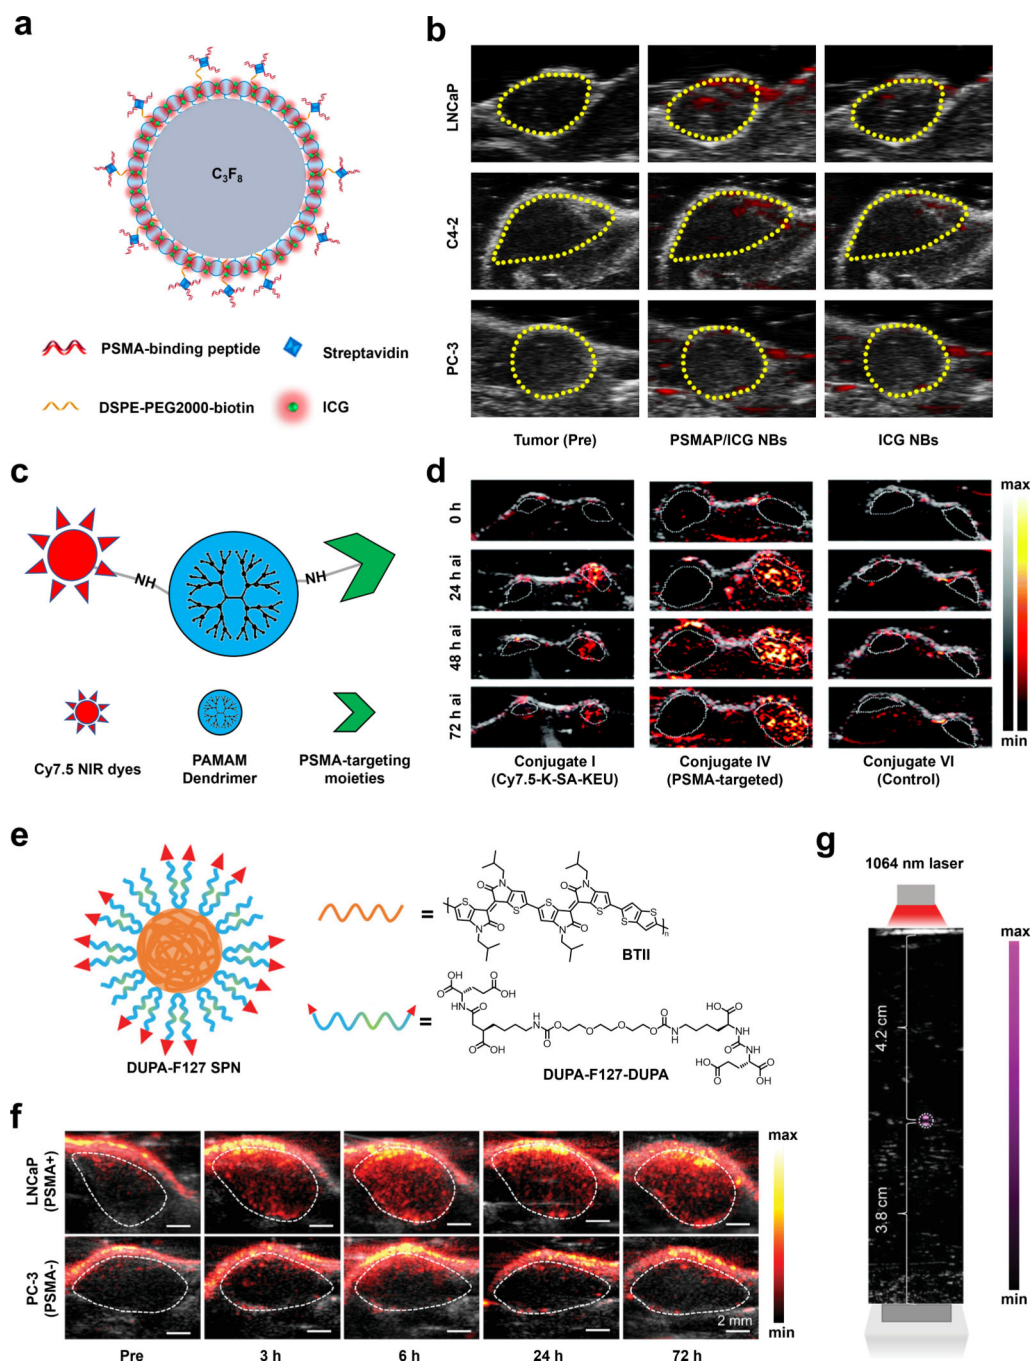 a
C3F8
PSMA-binding peptide
Streptavidin
DSPE-PEG2000-biotin
ICG
b
LNCaP
C4-2
PC-3
Tumor (Pre)
PSMAP/ICG NBs
ICG NBs
c
NH
NH
Cy7.5 NIR dyes
PAMAM
Dendrimer
PSMA-targeting
moieties
d
0 h
24 h ai
48 h ai
72 h ai
max
min
Conjugate I
(Cy7.5-K-SA-KEU)
Conjugate IV
(PSMA-targeted)
Conjugate VI
(Control)
e
DUPA-F127 SPN
=
BTII
=
DUPA-F127-DUPA
f
LNCaP
(PSMA+)
PC-3
(PSMA-)
2 mm
Pre
3 h
6 h
24 h
72 h
max
min
g
1064 nm laser
4.2 cm
3.8 cm
max
min